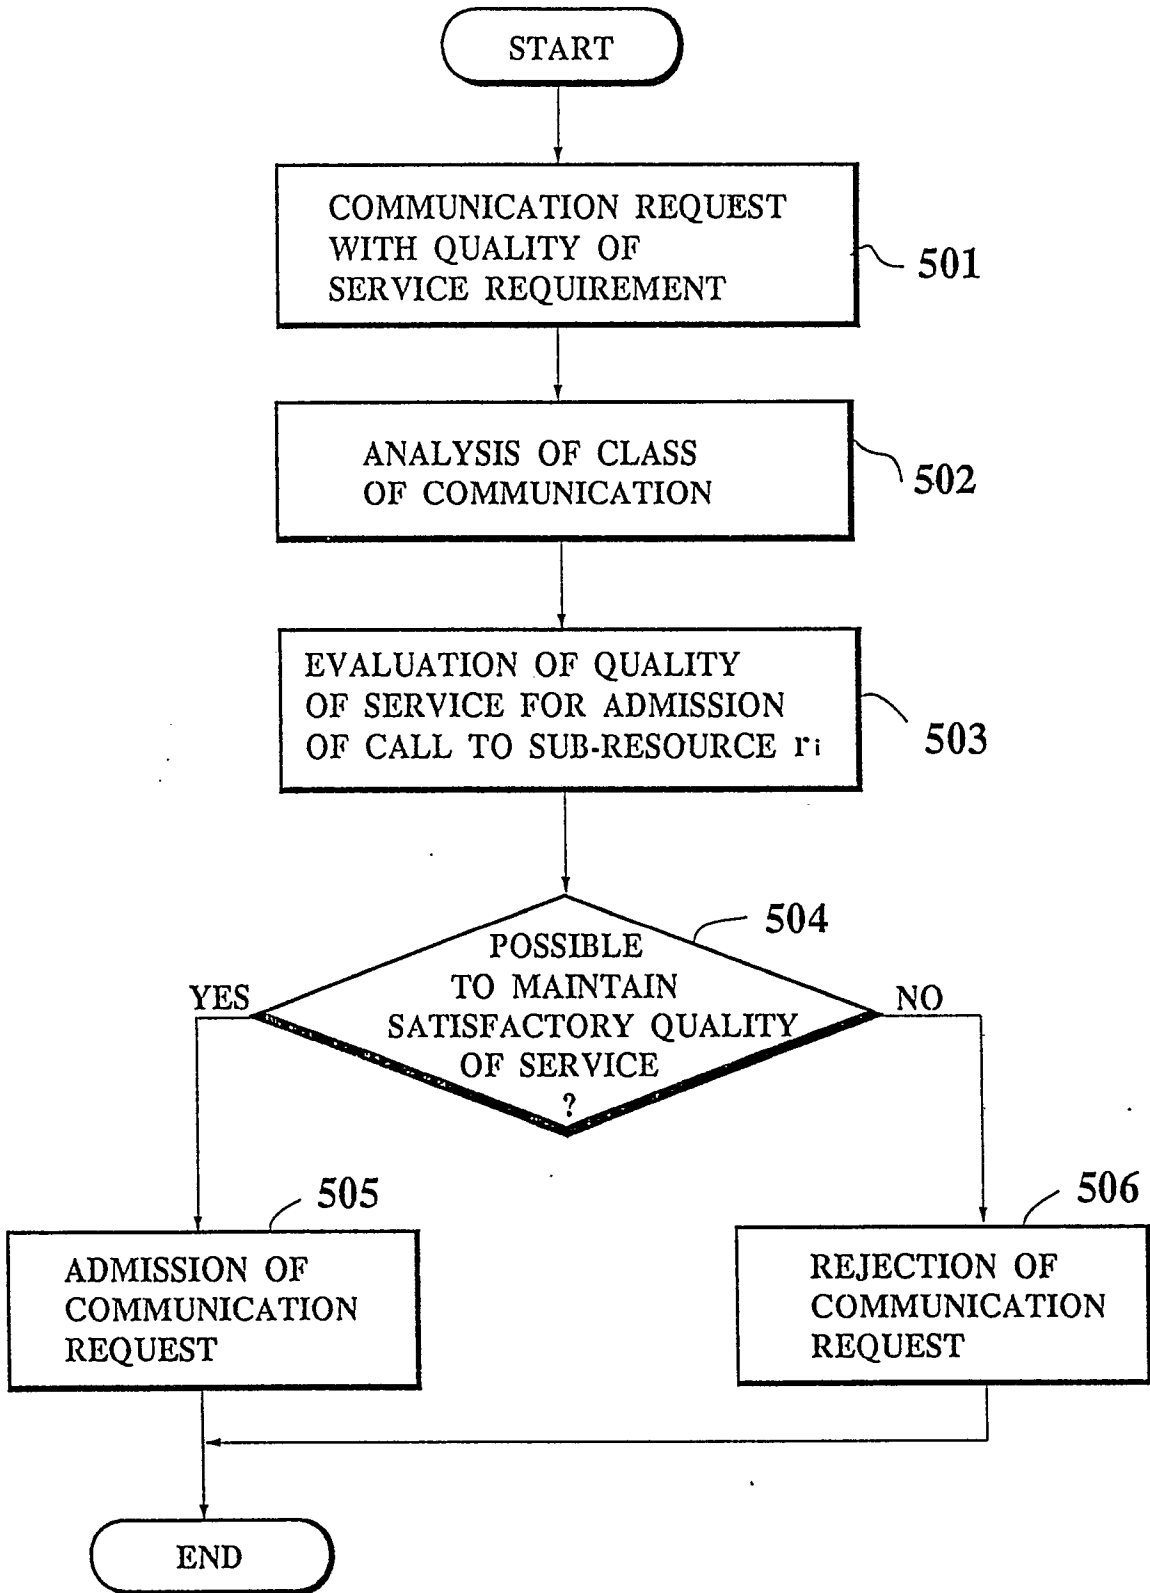 START
COMMUNICATION REQUEST
WITH QUALITY OF
SERVICE REQUIREMENT
501
ANALYSIS OF CLASS
OF COMMUNICATION
502
EVALUATION OF QUALITY
OF SERVICE FOR ADMISSION
OF CALL TO SUB-RESOURCE ri
503
504
POSSIBLE
TO MAINTAIN
SATISFACTORY QUALITY
OF SERVICE
?
YES
NO
505
ADMISSION OF
COMMUNICATION
REQUEST
506
REJECTION OF
COMMUNICATION
REQUEST
END